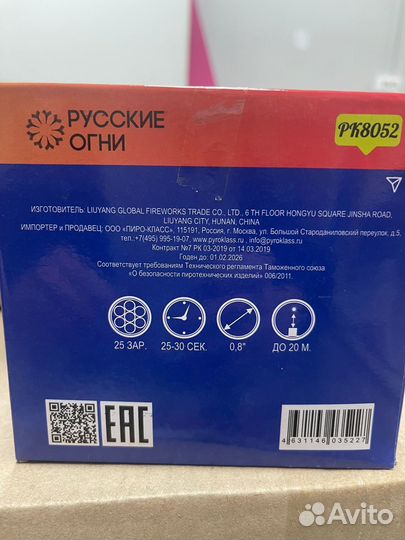 РУССКИЕ
ОГНИ
РК8052
ИЗГОТОВИТЕЛЬ: LIUYANG GLOBAL FIREWORKS TRADE CO., LTD., 6 TH FLOOR HONGYU SQUARE JINSHA ROAD,
LIUYANG CITY, HUNAN, CHINA
ИМПОРТЕР и ПРОДАВЕЦ: ООО «ПИРО-КЛАСС», 115191, Россия, г. Москва, ул. Большой Староданиловский переулок, д.5,
тел.+7(495) 995-19-07, www.pyroklass.ru , info@pyroklass.ru
Контракт №7 РК 03-2019 от 14.03.2019
Годен до: 01.02.2026
Соответствует требованиям Технического регламента Таможенного союза
«О безопасности пиротехнических изделий» 006/2011.
25 ЗАР.
25-30 СЕК.
0,8"
ДО 20 М.
EAC
4 631146 035227
Avito